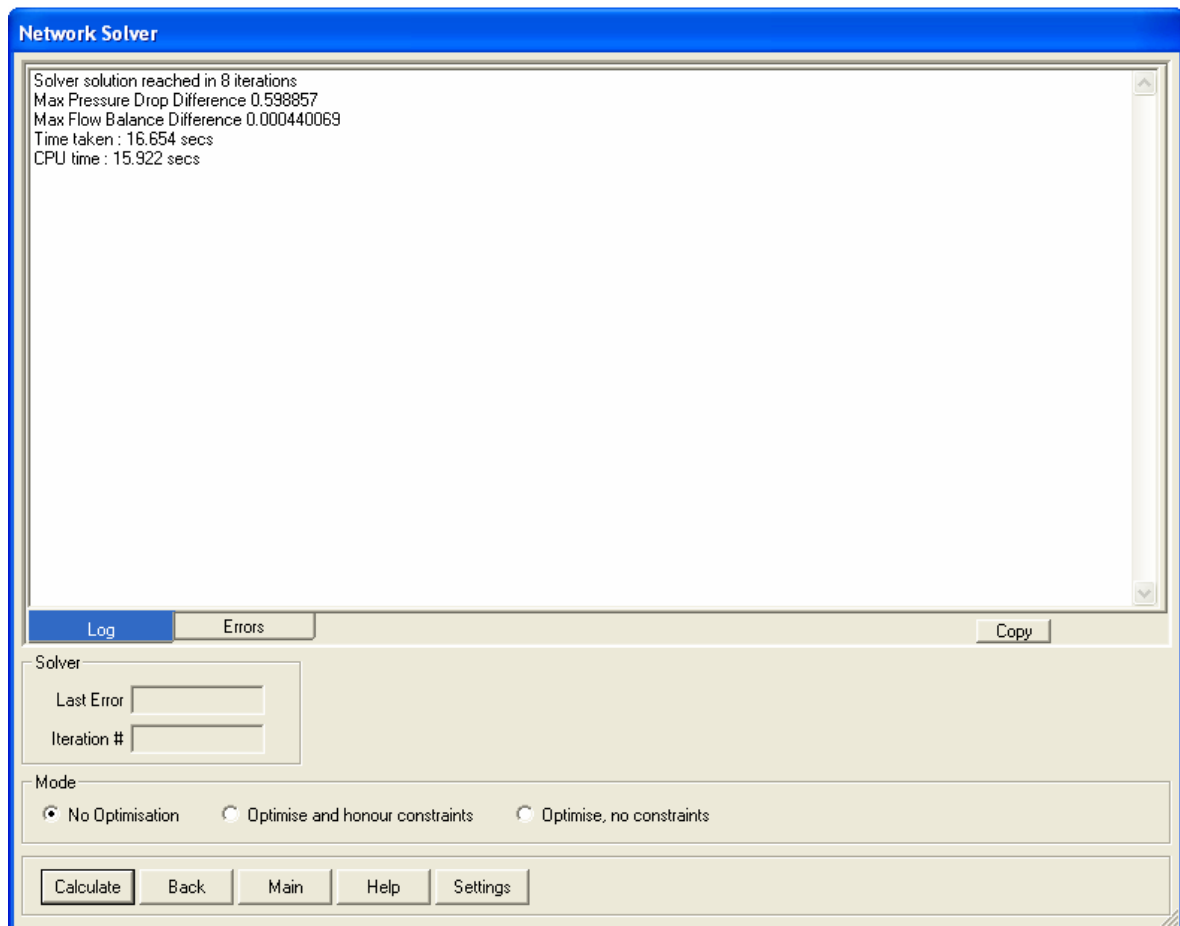 Network Solver
Solver solution reached in 8 iterations
Max Pressure Drop Difference 0.598857
Max Flow Balance Difference 0.000440069
Time taken : 16.654 secs
CPU time : 15.922 secs
Log Errors Copy
Solver
Last Error
Iteration #
Mode
No Optimisation Optimise and honour constraints Optimise, no constraints
Calculate Back Main Help Settings